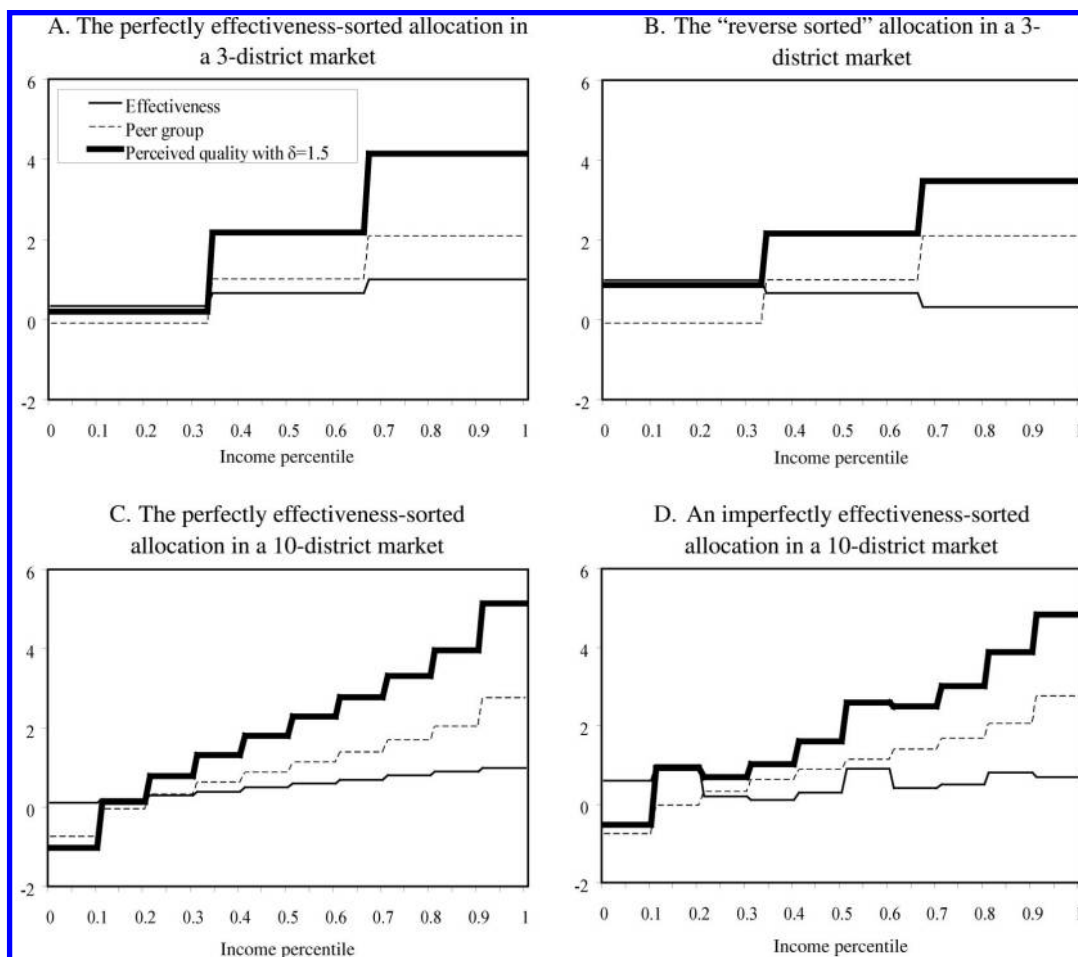 A. The perfectly effectiveness-sorted allocation in
a 3-district market
6
4
2
0
-2
Effectiveness
Peer group
Perceived quality with δ=1.5
0 0.1 0.2 0.3 0.4 0.5 0.6 0.7 0.8 0.9 1
Income percentile
B. The “reverse sorted” allocation in a 3-
district market
6
4
2
0
-2
0 0.1 0.2 0.3 0.4 0.5 0.6 0.7 0.8 0.9 1
Income percentile
C. The perfectly effectiveness-sorted
allocation in a 10-district market
6
4
2
0
-2
0 0.1 0.2 0.3 0.4 0.5 0.6 0.7 0.8 0.9 1
Income percentile
D. An imperfectly effectiveness-sorted
allocation in a 10-district market
6
4
2
0
-2
0 0.1 0.2 0.3 0.4 0.5 0.6 0.7 0.8 0.9 1
Income percentile